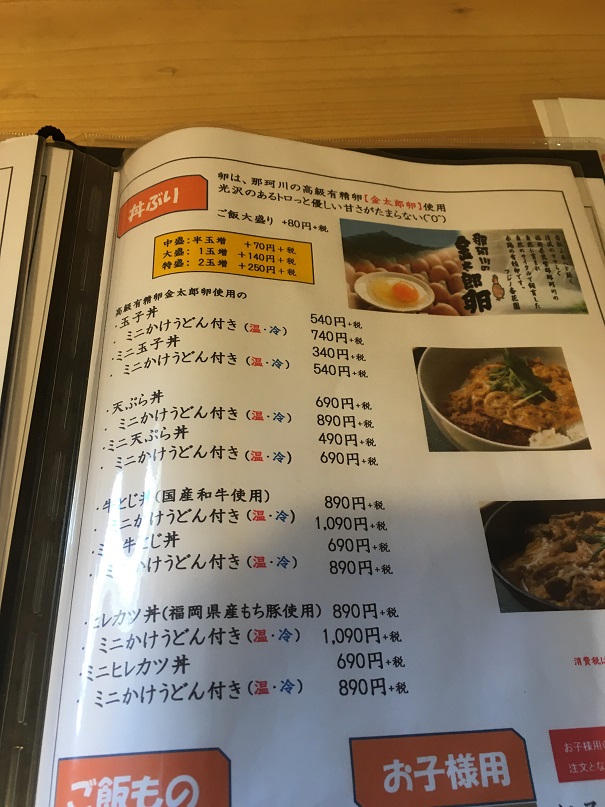 丼ぶり
卵は、那珂川の高級有精卵【金太郎卵】使用
光沢のあるトロっと優しい甘さがたまらない(^O^)
ご飯大盛り +80円+税
中盛：半玉増 +70円+税
大盛：1玉増 +140円+税
特盛：2玉増 +250円+税
那珂川の
金太郎卵
高級有精卵金太郎卵使用の
・玉子丼 540円+税
・ミニかけうどん付き(温・冷) 740円+税
・ミニ玉子丼 340円+税
・ミニかけうどん付き(温・冷) 540円+税
・天ぷら丼 690円+税
・ミニかけうどん付き(温・冷) 890円+税
・ミニ天ぷら丼 490円+税
・ミニかけうどん付き(温・冷) 690円+税
・牛とじ丼(国産和牛使用) 890円+税
・ミニかけうどん付き(温・冷) 1,090円+税
・ミニ牛とじ丼 690円+税
・ミニかけうどん付き(温・冷) 890円+税
・ヒレカツ丼(福岡県産もち豚使用) 890円+税
・ミニかけうどん付き(温・冷) 1,090円+税
・ミニヒレカツ丼 690円+税
・ミニかけうどん付き(温・冷) 890円+税
消費税は
ご飯もの
お子様用
お子様用の
注文とな